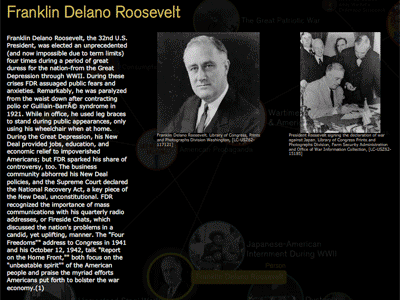 Franklin Delano Roosevelt
The Great Patriotic War
Franklin Delano Roosevelt, the 32nd U.S.
President, was elected an unprecedented
(and now impossible due to term limits)
four times during a period of great
duress for the nation-from the Great
Depression through WWII. During these
crises FDR assuaged public fears and
anxieties. Remarkably, he was paralyzed
from the waist down after contracting
polio or Guillain-BarrÃ© syndrome in
1921. While in office, he used leg braces
to stand during public appearances, only
using his wheelchair when at home.
During the Great Depression, his New
Deal provided jobs, education, and
economic relief to impoverished
Americans; but FDR sparked his share of
controversy, too. The business
community abhorred his New Deal
policies, and the Supreme Court declared
the National Recovery Act, a key piece of
the New Deal, unconstitutional. FDR
recognized the importance of mass
communications with his quarterly radio
addresses, or Fireside Chats, which
discussed the nation's problems in a
candid, yet uplifting, manner. The "Four
Freedoms"" address to Congress in 1941
and his October 12, 1942, talk "Report
on the Home Front,"" both focus on the
"unbeatable spirit"" of the American
people and praise the myriad efforts
Americans put forth to bolster the war
economy.(1)
Franklin Delano Roosevelt. Library of Congress, Prints
and Photographs Division Washington, [LC-USZ62-
117121]
President Roosevelt signing the declaration of war
against Japan. Library of Congress Prints and
Photographs Division, Farm Security Administration
and Office of War Information Collection, [LC-USZ62-
15185]
Wartime
& Ameri
Japanese-American
Internment During WWII
Person
Franklin Delano Roosevelt